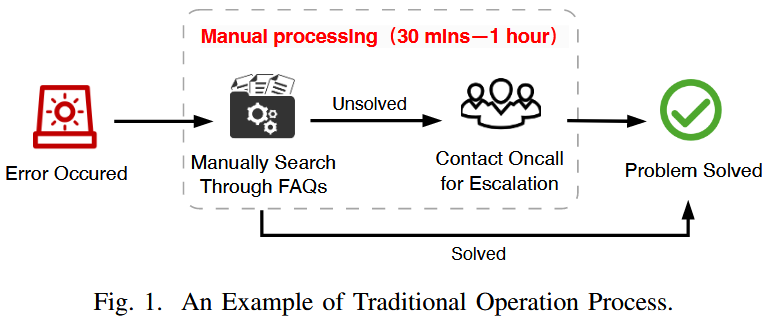 Manual processing（30 mins—1 hour）
Unsolved
Error Occured
Manually Search
Through FAQs
Contact Oncall
for Escalation
Problem Solved
Solved
Fig. 1. An Example of Traditional Operation Process.